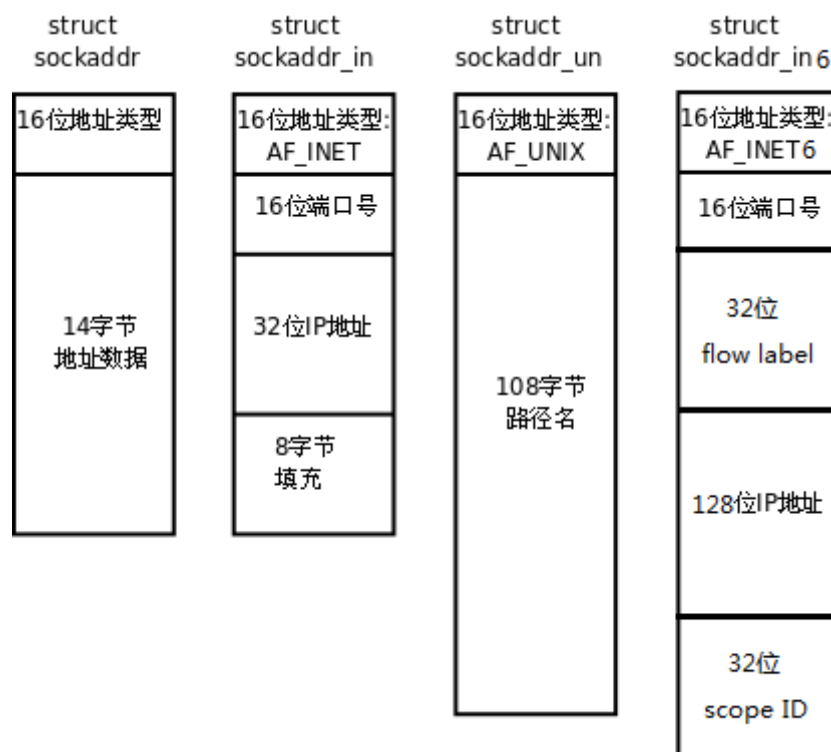 struct
sockaddr
16位地址类型
14字节
地址数据
struct
sockaddr_in
16位地址类型:
AF_INET
16位端口号
32位IP地址
8字节
填充
struct
sockaddr_un
16位地址类型:
AF_UNIX
108字节
路径名
struct
sockaddr_in6
16位地址类型:
AF_INET6
16位端口号
32位
flow label
128位IP地址
32位
scope ID